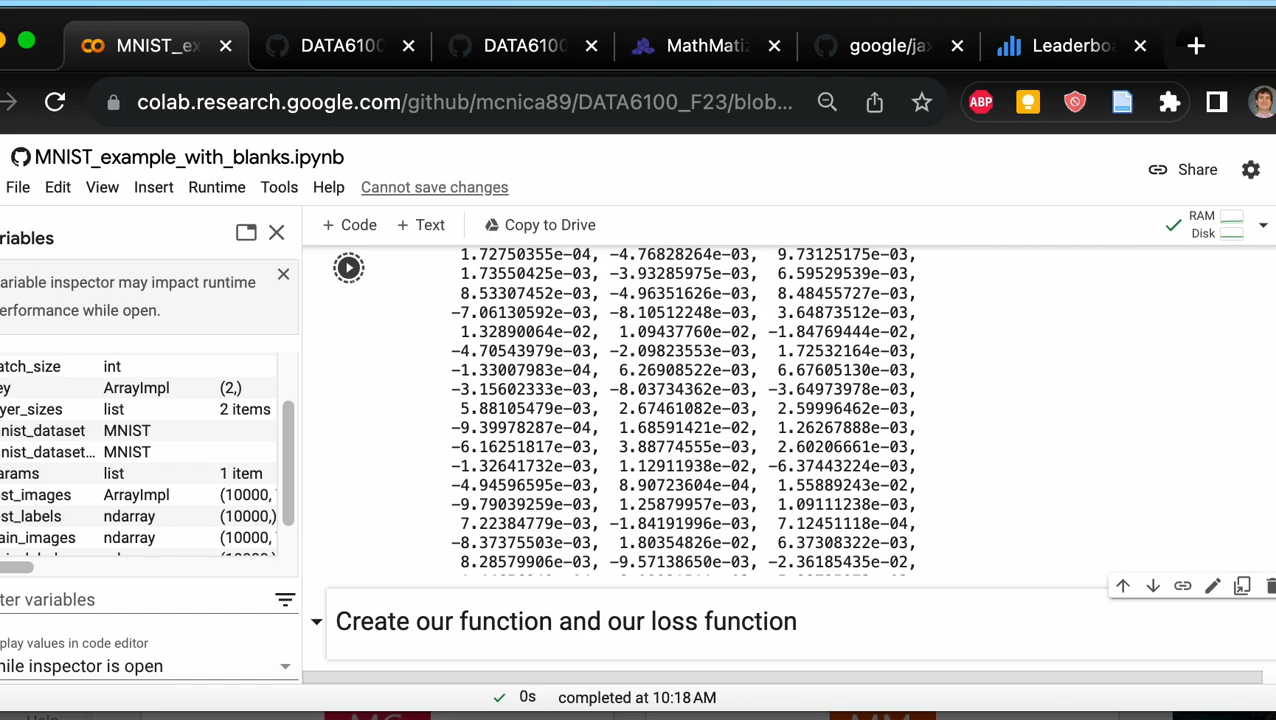 MNIST_ex
DATA6100
DATA6100
MathMatiz
google/jax
Leaderboa
colab.research.google.com/github/mcnica89/DATA6100_F23/blob...
ABP
MNIST_example_with_blanks.ipynb
Share
File Edit View Insert Runtime Tools Help Cannot save changes
+ Code + Text Copy to Drive
RAM
Disk
riables
ariable inspector may impact runtime
erformance while open.
atch_size int
ey ArrayImpl (2,)
yer_sizes list 2 items
nist_dataset MNIST
nist_dataset... MNIST
arams list 1 item
est_images ArrayImpl (10000,
st_labels ndarray (10000,)
ain_images ndarray (10000,
ter variables
play values in code editor
hile inspector is open
1.72750355e-04, -4.76828264e-03, 9.73125175e-03,
1.73550425e-03, -3.93285975e-03, 6.59529539e-03,
8.53307452e-03, -4.96351626e-03, 8.48455727e-03,
-7.06130592e-03, -8.10512248e-03, 3.64873512e-03,
1.32890064e-02, 1.09437760e-02, -1.84769444e-02,
-4.70543979e-03, -2.09823553e-03, 1.72532164e-03,
-1.33007983e-04, 6.26908522e-03, 6.67605130e-03,
-3.15602333e-03, -8.03734362e-03, -3.64973978e-03,
5.88105479e-03, 2.67461082e-03, 2.59996462e-03,
-9.39978287e-04, 1.68591421e-02, 1.26267888e-03,
-6.16251817e-03, 3.88774555e-03, 2.60206661e-03,
-1.32641732e-03, 1.12911938e-02, -6.37443224e-03,
-4.94596595e-03, 8.90723604e-04, 1.55889243e-02,
-9.79039259e-04, 1.25879957e-03, 1.09111238e-03,
7.22384779e-03, -1.84191996e-03, 7.12451118e-04,
-8.37375503e-03, 1.80354826e-02, 6.37308322e-03,
8.28579906e-03, -9.57138650e-03, -2.36185435e-02,
Create our function and our loss function
0s completed at 10:18 AM